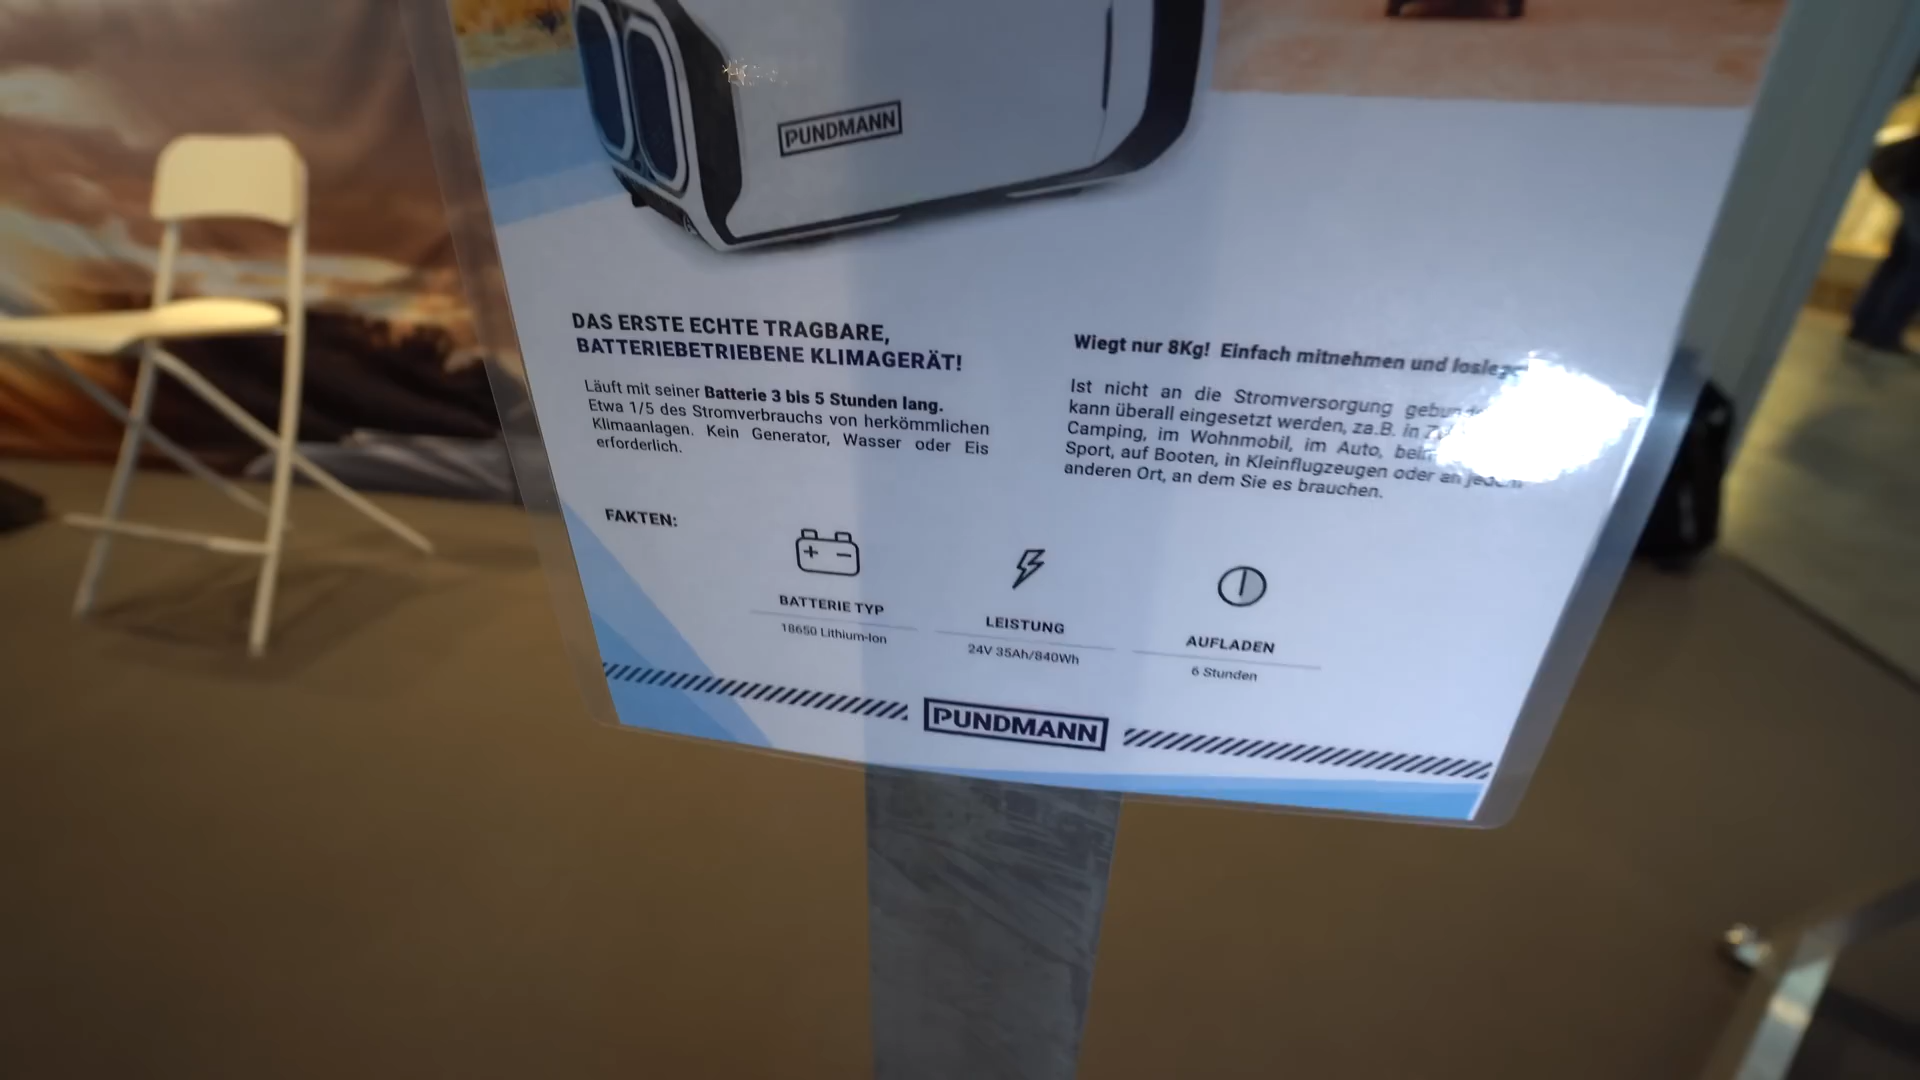 PUNDMANN
DAS ERSTE ECHTE TRAGBARE,
BATTERIEBETRIEBENE KLIMAGERÄT!
Läuft mit seiner Batterie 3 bis 5 Stunden lang.
Etwa 1/5 des Stromverbrauchs von herkömmlichen
Klimaanlagen. Kein Generator, Wasser oder Eis
erforderlich.
Wiegt nur 8Kg! Einfach mitnehmen und
Ist nicht an die Stromversorgung
kann überall eingesetzt werden, za.B. in
Camping, im Wohnmobil, im Auto,
Sport, auf Booten, in Kleinflugzeugen oder an
anderen Ort, an dem Sie es brauchen.
FAKTEN:
BATTERIE TYP
18650 Lithium-Ion
LEISTUNG
24V 35Ah/840Wh
AUFLADEN
6 Stunden
PUNDMANN